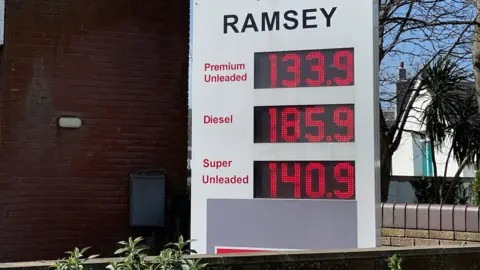 RAMSEY
Premium
Unleaded
133.9
Diesel
185.9
Super
Unleaded
140.9